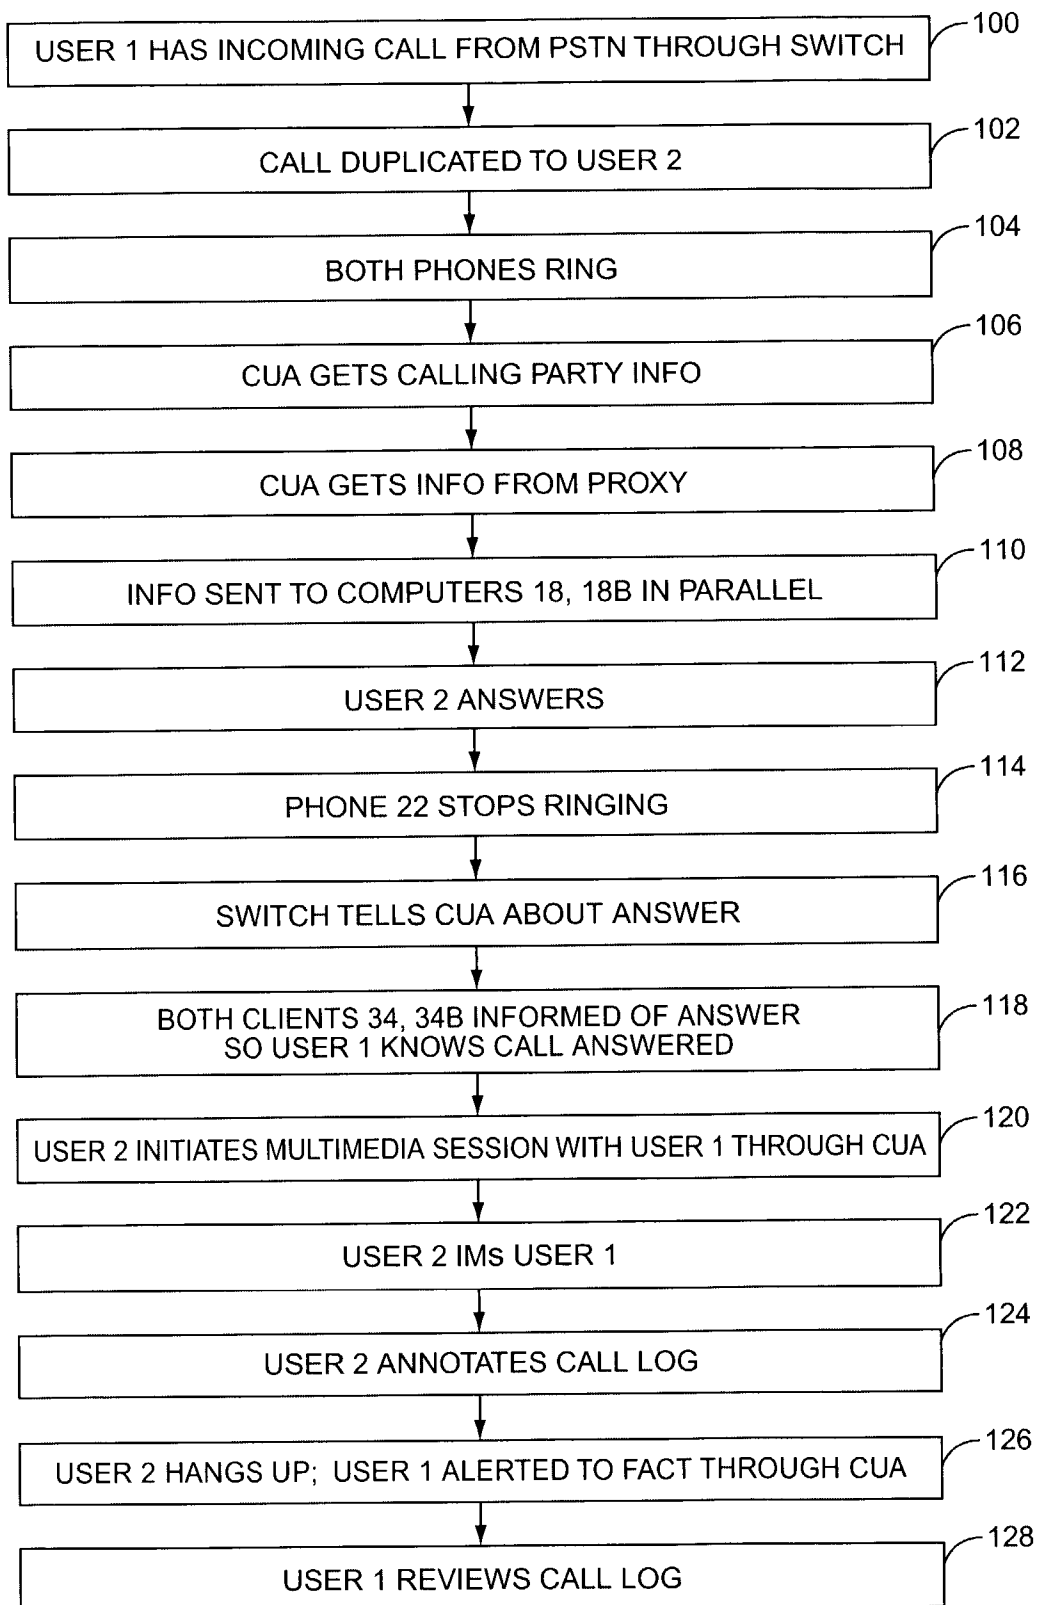 USER 1 HAS INCOMING CALL FROM PSTN THROUGH SWITCH
100
CALL DUPLICATED TO USER 2
102
BOTH PHONES RING
104
CUA GETS CALLING PARTY INFO
106
CUA GETS INFO FROM PROXY
108
INFO SENT TO COMPUTERS 18, 18B IN PARALLEL
110
USER 2 ANSWERS
112
PHONE 22 STOPS RINGING
114
SWITCH TELLS CUA ABOUT ANSWER
116
BOTH CLIENTS 34, 34B INFORMED OF ANSWER
SO USER 1 KNOWS CALL ANSWERED
118
USER 2 INITIATES MULTIMEDIA SESSION WITH USER 1 THROUGH CUA
120
USER 2 IMs USER 1
122
USER 2 ANNOTATES CALL LOG
124
USER 2 HANGS UP; USER 1 ALERTED TO FACT THROUGH CUA
126
USER 1 REVIEWS CALL LOG
128